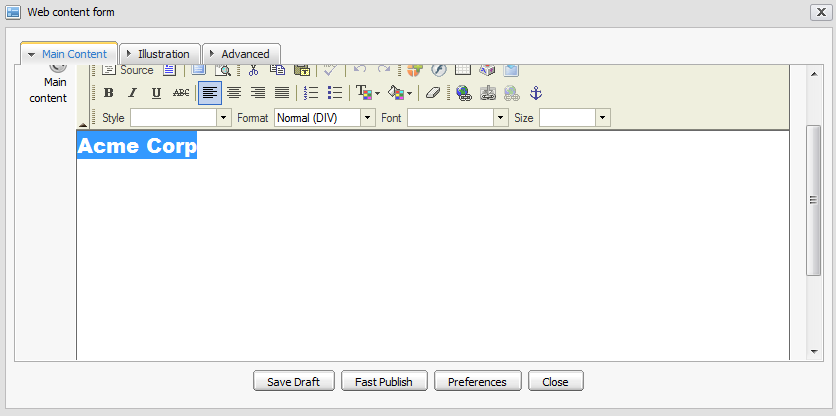 Web content form
Main Content Illustration Advanced
Source
Main content
B I U ABC
Style Format Normal (DIV) Font Size
Acme Corp
Save Draft Fast Publish Preferences Close